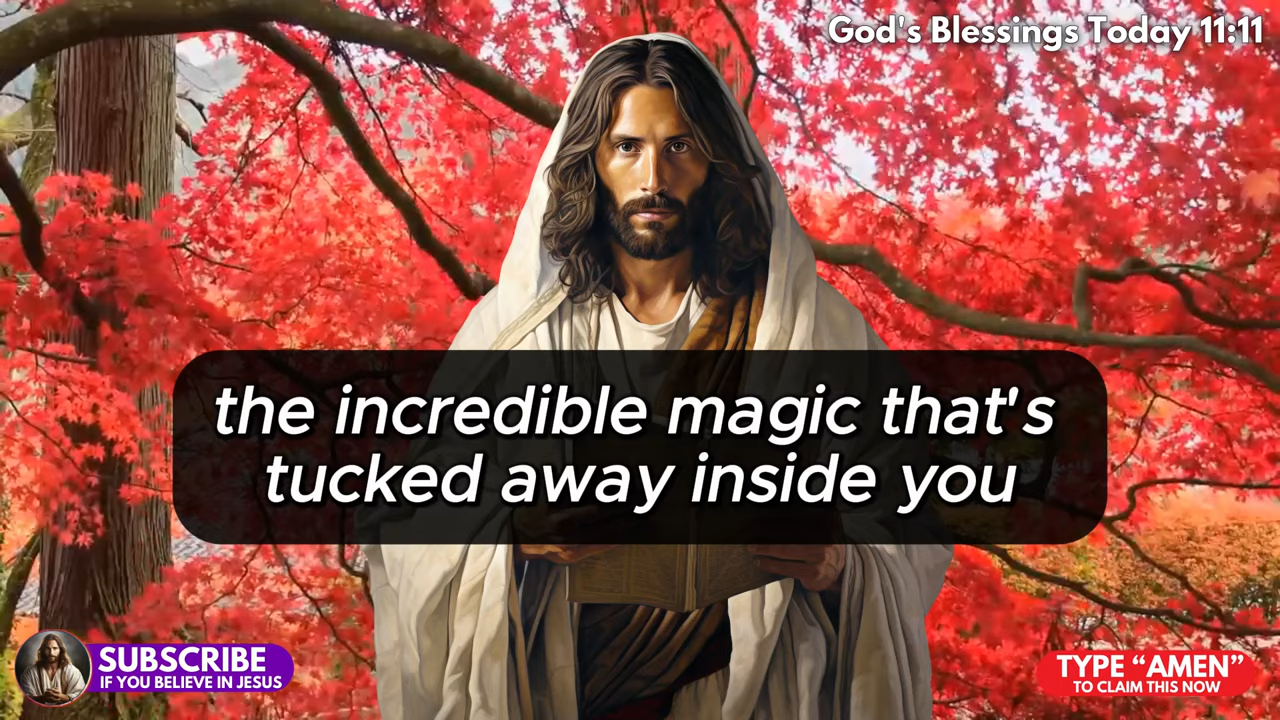 God's Blessings Today 11:11
the incredible magic that's
tucked away inside you
SUBSCRIBE
IF YOU BELIEVE IN JESUS
TYPE “AMEN”
TO CLAIM THIS NOW